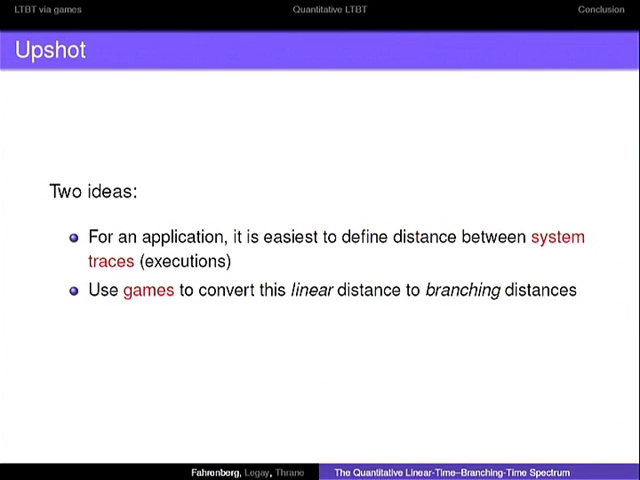 LTBT via games Quantitative LTBT Conclusion
Upshot
Two ideas:
For an application, it is easiest to define distance between system
traces (executions)
Use games to convert this linear distance to branching distances
Fahrenberg, Legay, Thrane The Quantitative Linear-Time–Branching-Time Spectrum